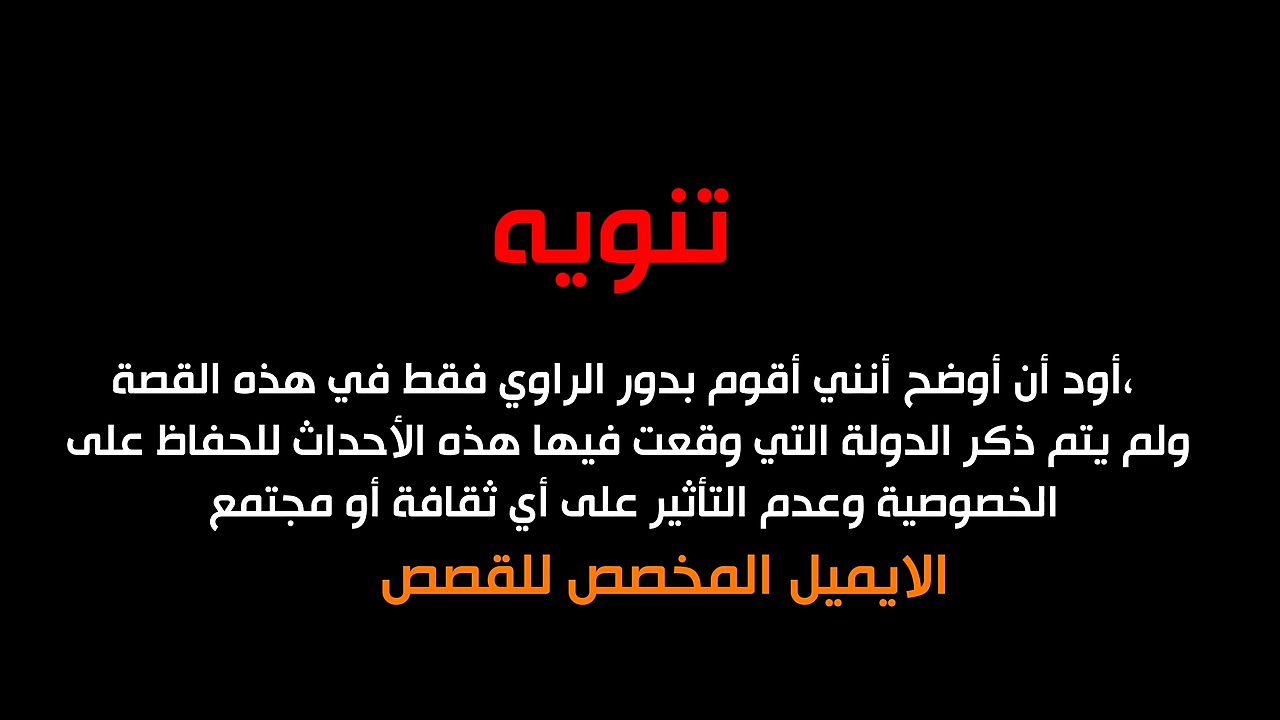 تنويه
،أود أن أوضح أنني أقوم بدور الراوي فقط في هذه القصة
ولم يتم ذكر الدولة التي وقعت فيها هذه الأحداث للحفاظ على
الخصوصية وعدم التأثير على أي ثقافة أو مجتمع
الايميل المخصص للقصص